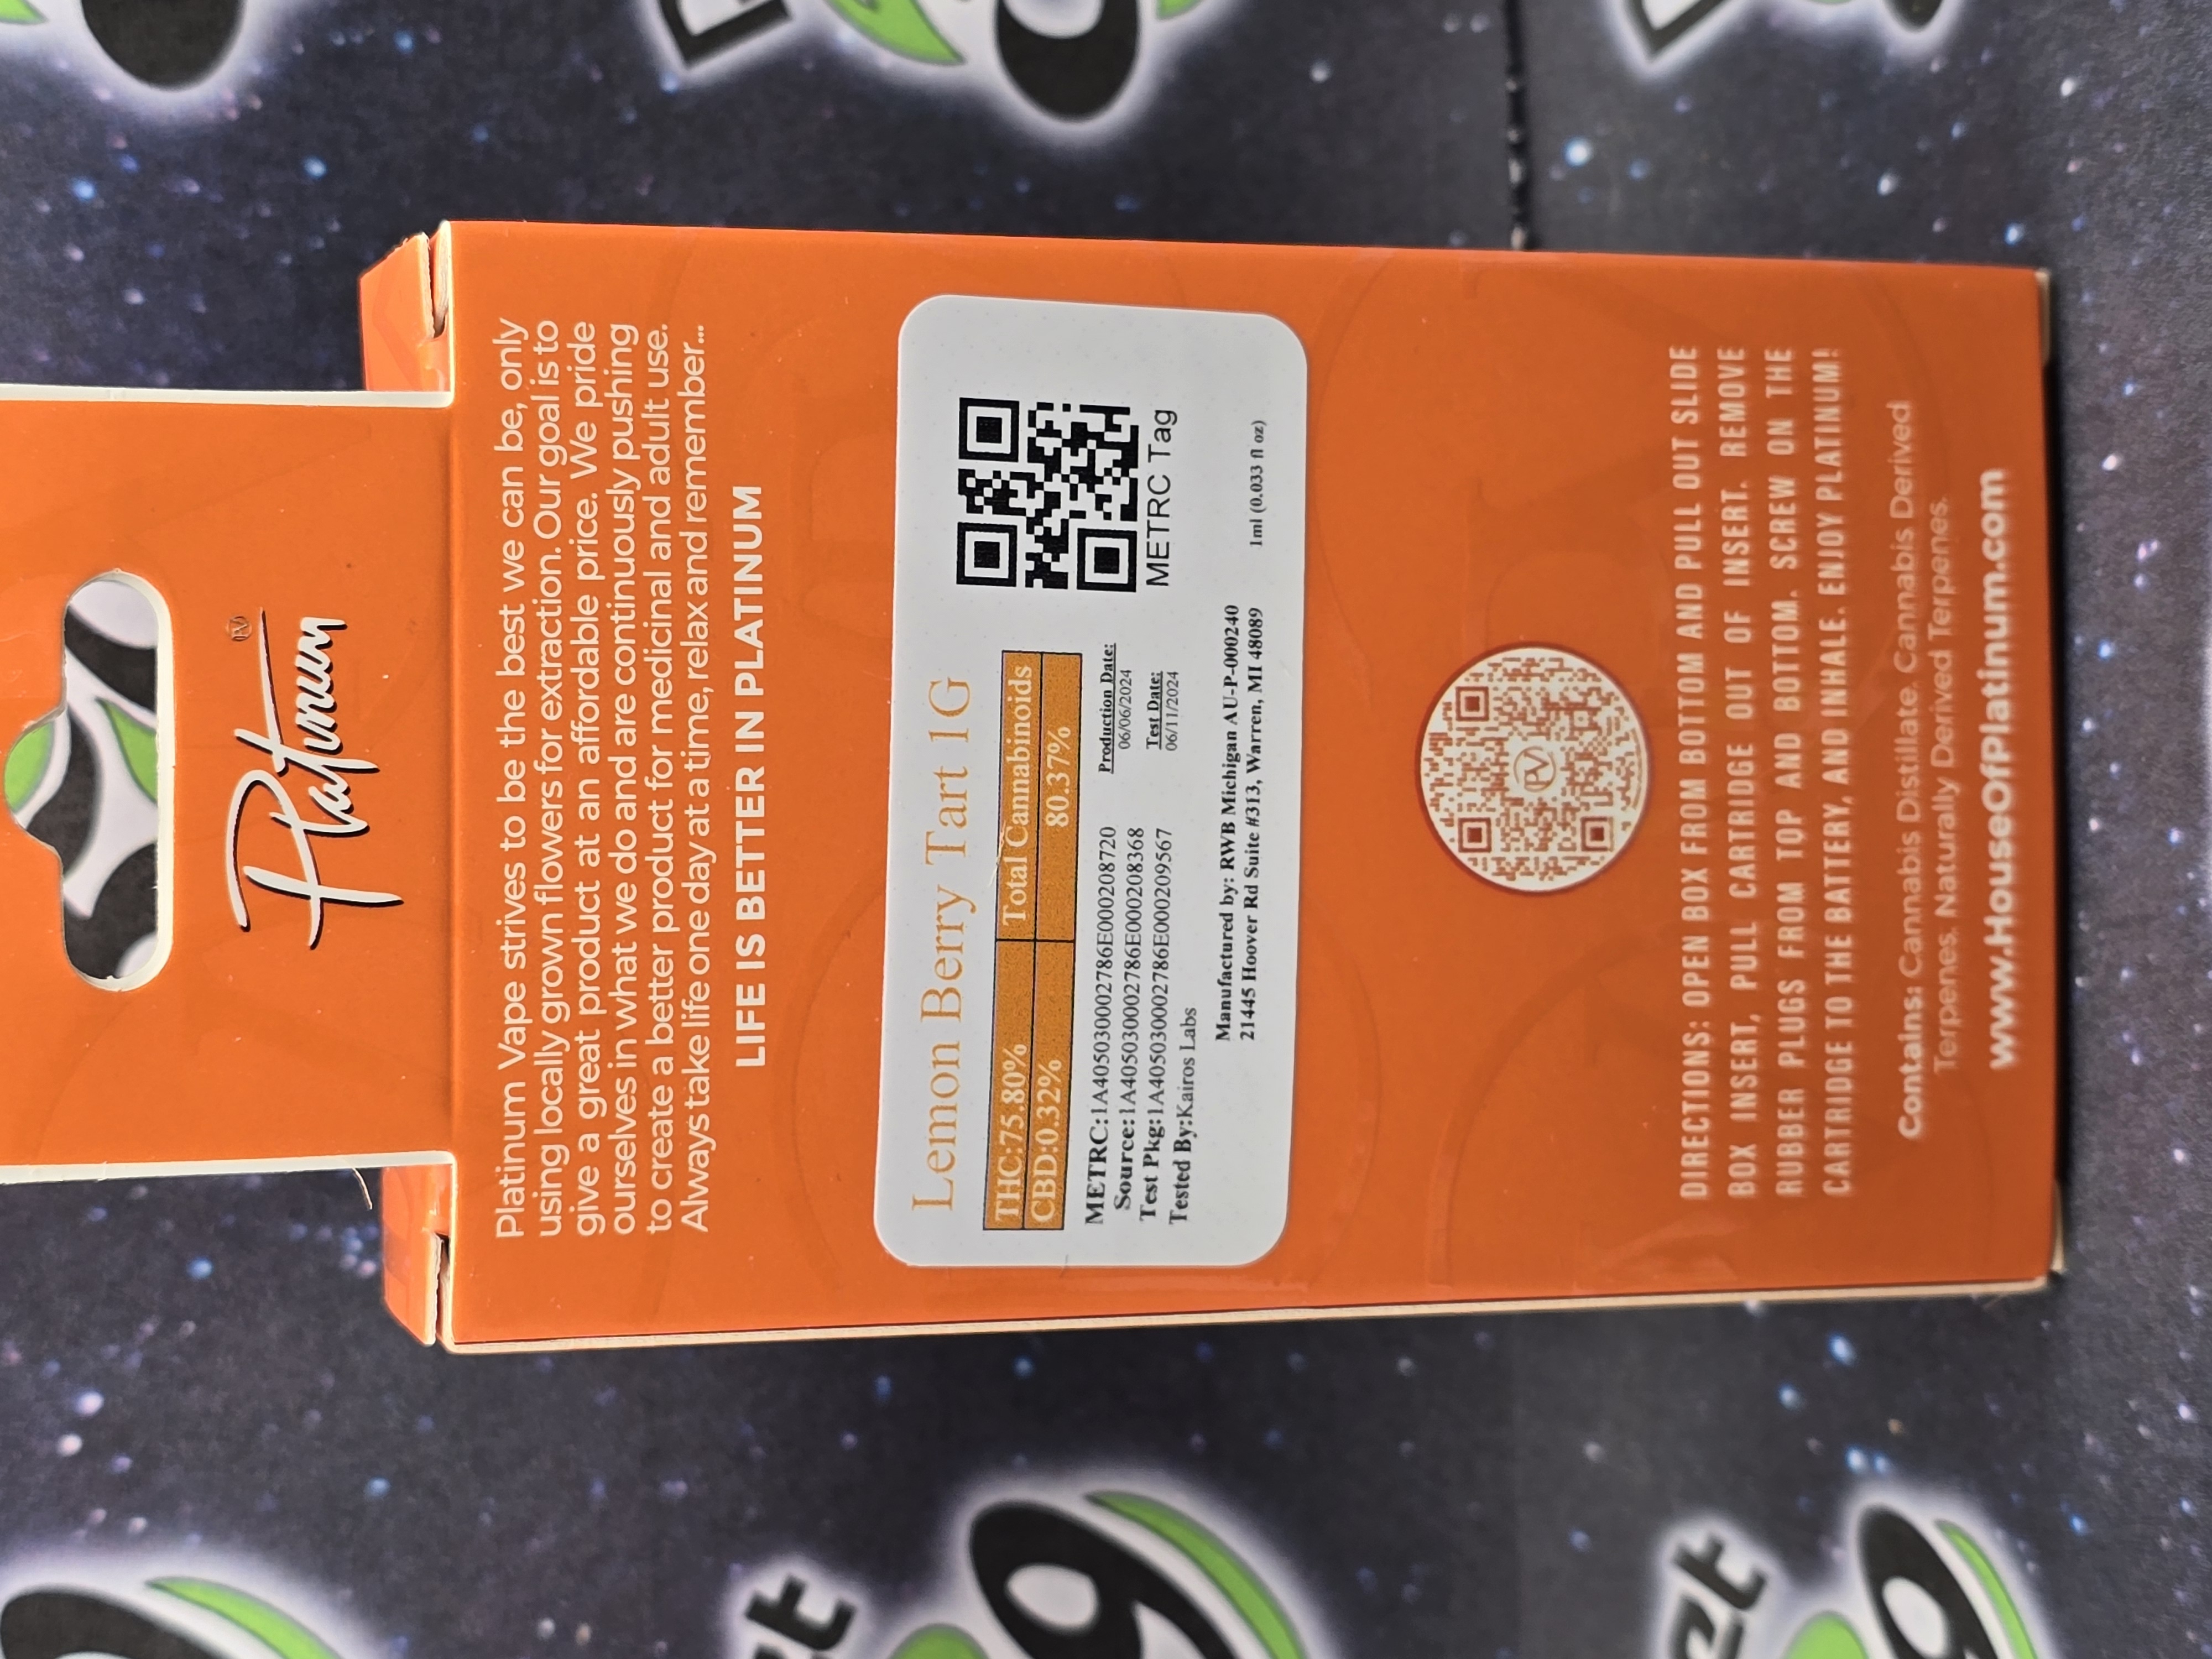 Platinum
PV
Platinum Vape strives to be the best we can be, only
using locally grown flowers for extraction. Our goal is to
give a great product at an affordable price. We pride
ourselves in what we do and are continuously pushing
to create a better product for medicinal and adult use.
Always take life one day at a time, relax and remember...
LIFE IS BETTER IN PLATINUM
Lemon Berry Tart 1G
THC:75.80% Total Cannabinoids
CBD:0.32% 80.37%
METRC:1A4050300002786E000208720
Source:1A4050300002786E000208368
Test Pkg:1A4050300002786E000209567
Tested By:Kairos Labs
Production Date:
06/06/2024
Test Date:
06/11/2024
METRC Tag
Manufactured by: RWB Michigan AU-P-000240
21445 Hoover Rd Suite #313, Warren, MI 48089
1ml (0.033 fl oz)
PV
DIRECTIONS: OPEN BOX FROM BOTTOM AND PULL OUT SLIDE
BOX INSERT, PULL CARTRIDGE OUT OF INSERT. REMOVE
RUBBER PLUGS FROM TOP AND BOTTOM. SCREW ON THE
CARTRIDGE TO THE BATTERY, AND INHALE. ENJOY PLATINUM!
Contains: Cannabis Distillate, Cannabis Derived
Terpenes, Naturally Derived Terpenes.
www.HouseOfPlatinum.com